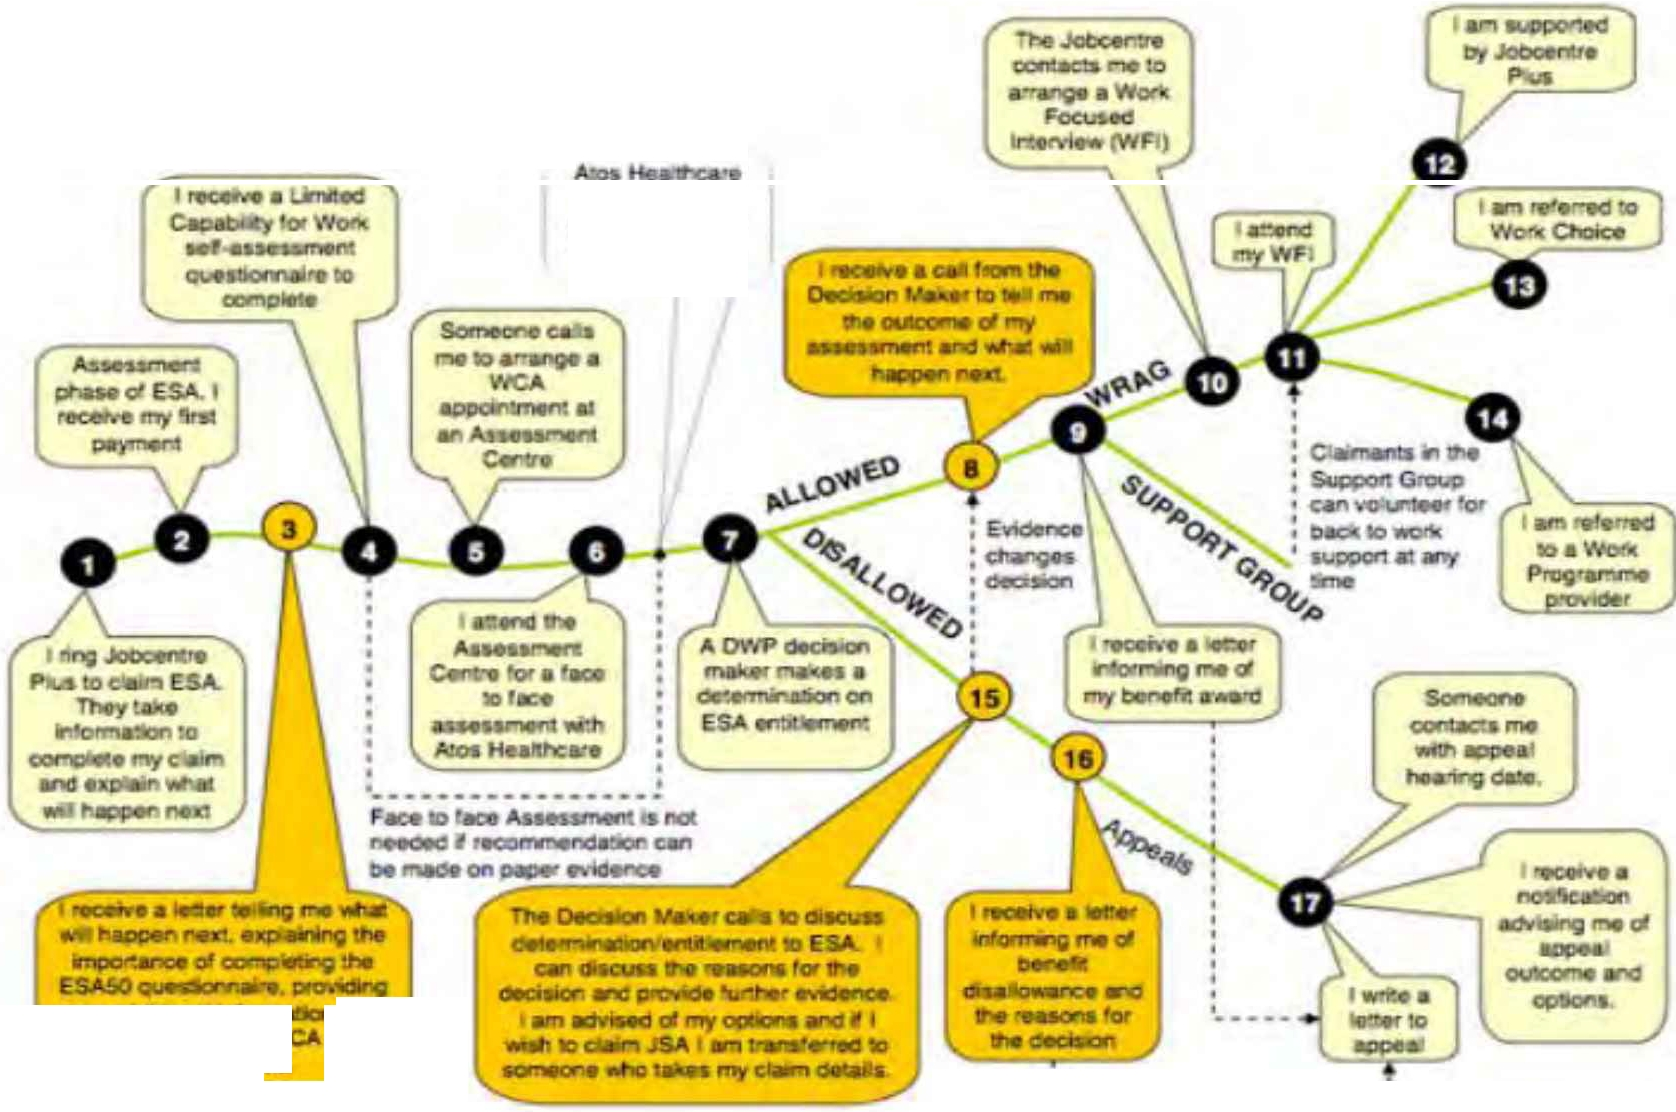 The Jobcentre
contacts me to
arrange a Work
Focused
Interview (WFI)
I am supported
by Jobcentre
Plus
12
I am referred to
Work Choice
13
I attend
my WFI
11
10
14
I am referred
to a Work
Programme
provider
Claimants in the
Support Group
can volunteer for
back to work
support at any
time
Atos Healthcare
I receive a Limited
Capability for Work
self-assessment
questionnaire to
complete
Assessment
phase of ESA. I
receive my first
payment
Someone calls
me to arrange a
WCA
appointment at
an Assessment
Centre
I receive a call from the
Decision Maker to tell me
the outcome of my
assessment and what will
happen next.
1
2
3
4
5
6
7
ALLOWED
8
9
WRAG
SUPPORT GROUP
DISALLOWED
Evidence
changes
decision
I ring Jobcentre
Plus to claim ESA.
They take
information to
complete my claim
and explain what
will happen next
I attend the
Assessment
Centre for a face
to face
assessment with
Atos Healthcare
A DWP decision
maker makes a
determination on
ESA entitlement
I receive a letter
informing me of
my benefit award
15
16
Appeals
17
Face to face Assessment is not
needed if recommendation can
be made on paper evidence
I receive a letter telling me what
will happen next, explaining the
importance of completing the
ESA50 questionnaire, providing
CA
The Decision Maker calls to discuss
determination/entitlement to ESA. I
can discuss the reasons for the
decision and provide further evidence.
I am advised of my options and if I
wish to claim JSA I am transferred to
someone who takes my claim details.
I receive a letter
informing me of
benefit
disallowance and
the reasons for
the decision
Someone
contacts me
with appeal
hearing date.
I receive a
notification
advising me of
appeal
outcome and
options.
I write a
letter to
appeal